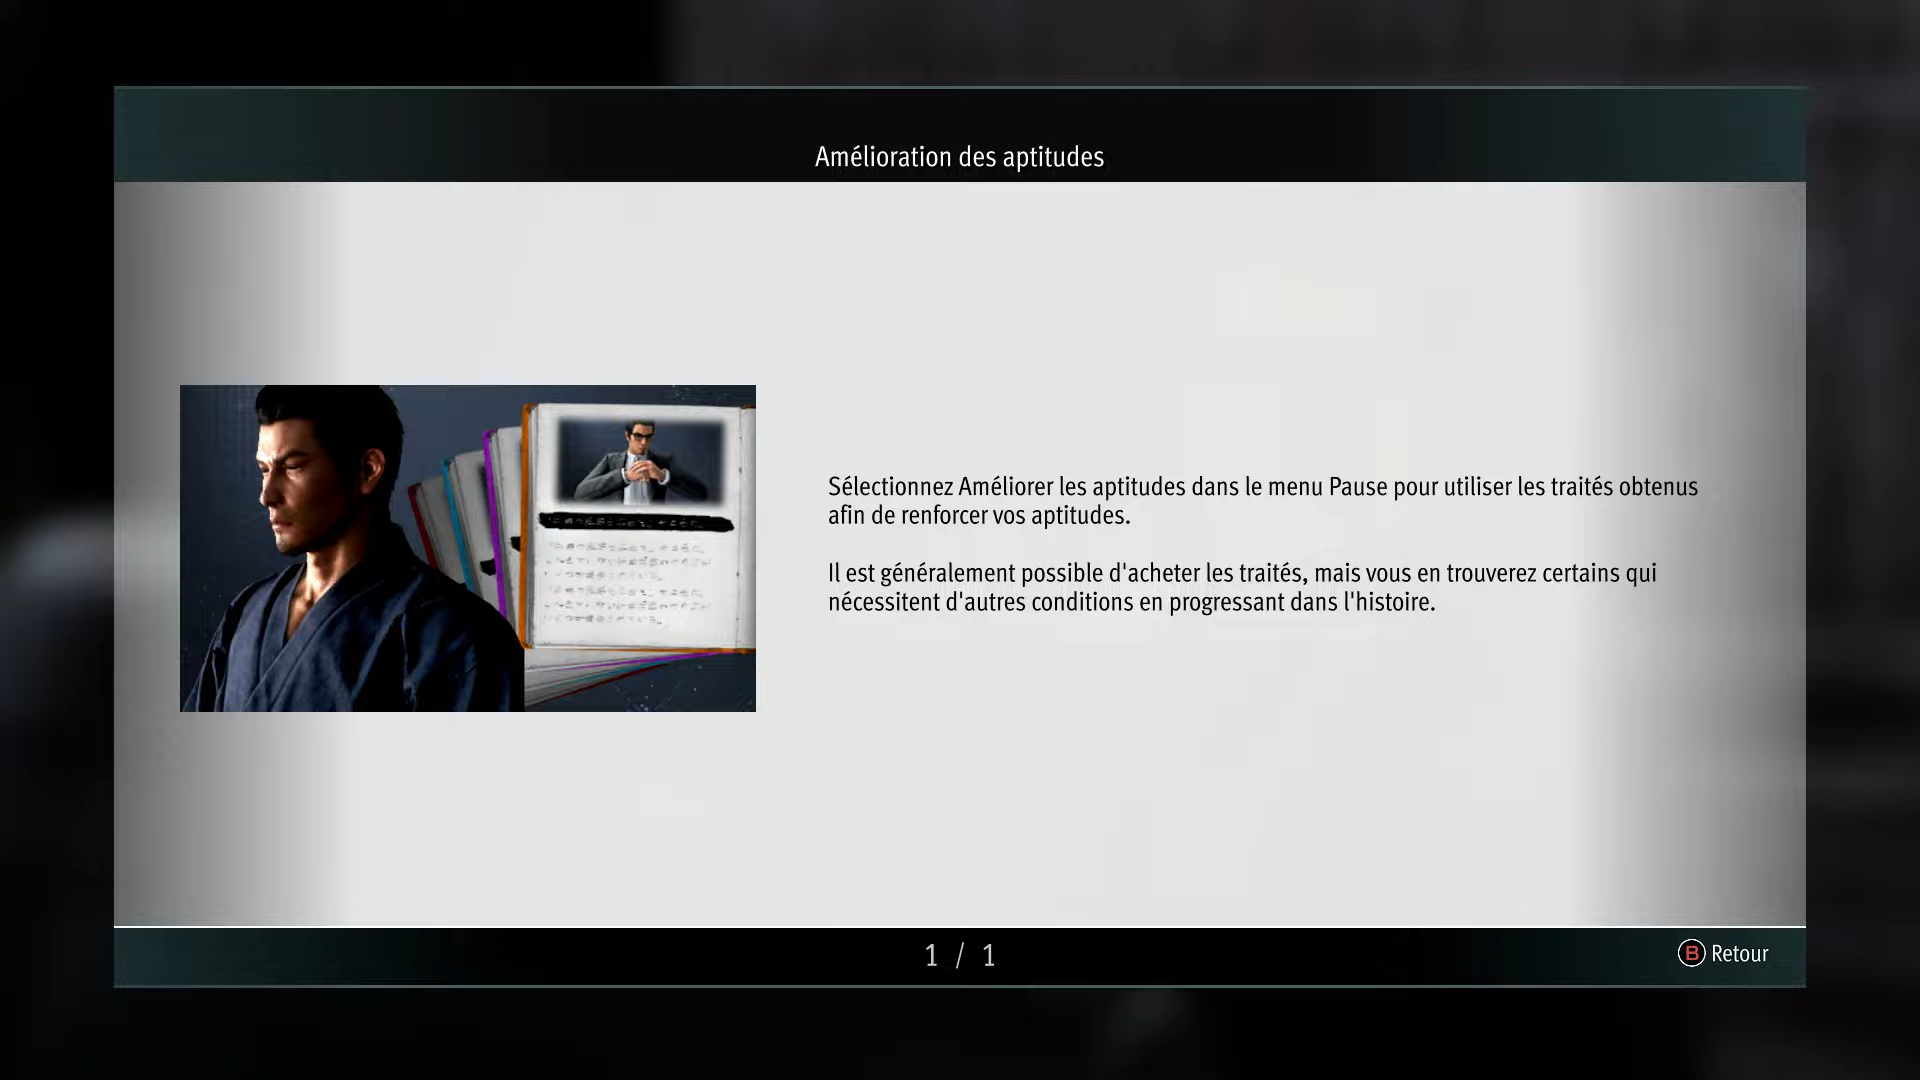 Amélioration des aptitudes
Sélectionnez Améliorer les aptitudes dans le menu Pause pour utiliser les traités obtenus
afin de renforcer vos aptitudes.
Il est généralement possible d'acheter les traités, mais vous en trouverez certains qui
nécessitent d'autres conditions en progressant dans l'histoire.
1 / 1
B Retour